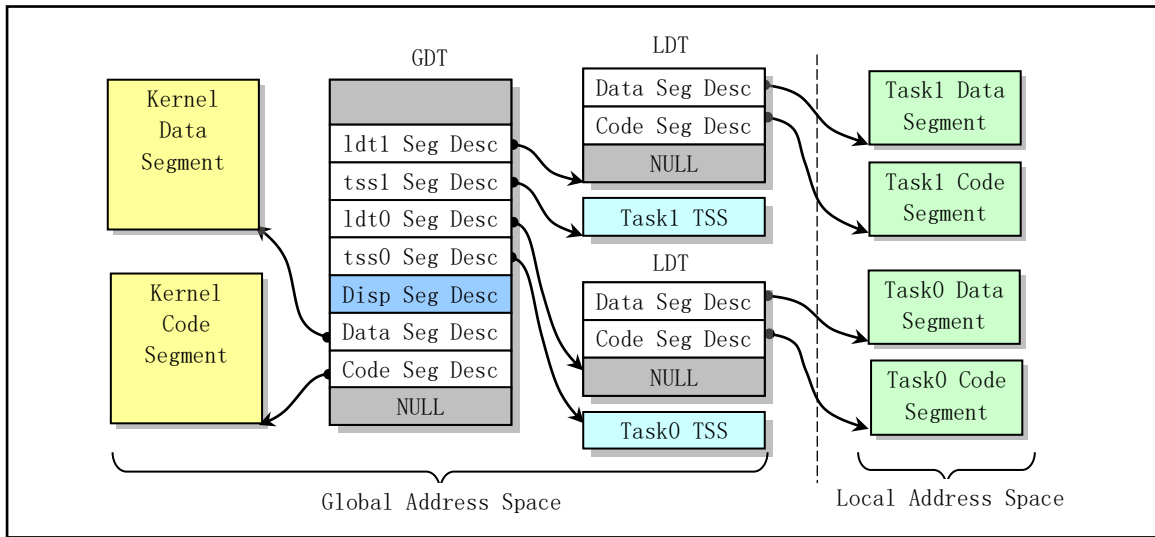 Kernel
Data
Segment
Kernel
Code
Segment
GDT
ldt1 Seg Desc
tss1 Seg Desc
ldt0 Seg Desc
tss0 Seg Desc
Disp Seg Desc
Data Seg Desc
Code Seg Desc
NULL
LDT
Data Seg Desc
Code Seg Desc
NULL
Task1 TSS
LDT
Data Seg Desc
Code Seg Desc
NULL
Task0 TSS
Task1 Data
Segment
Task1 Code
Segment
Task0 Data
Segment
Task0 Code
Segment
Global Address Space
Local Address Space